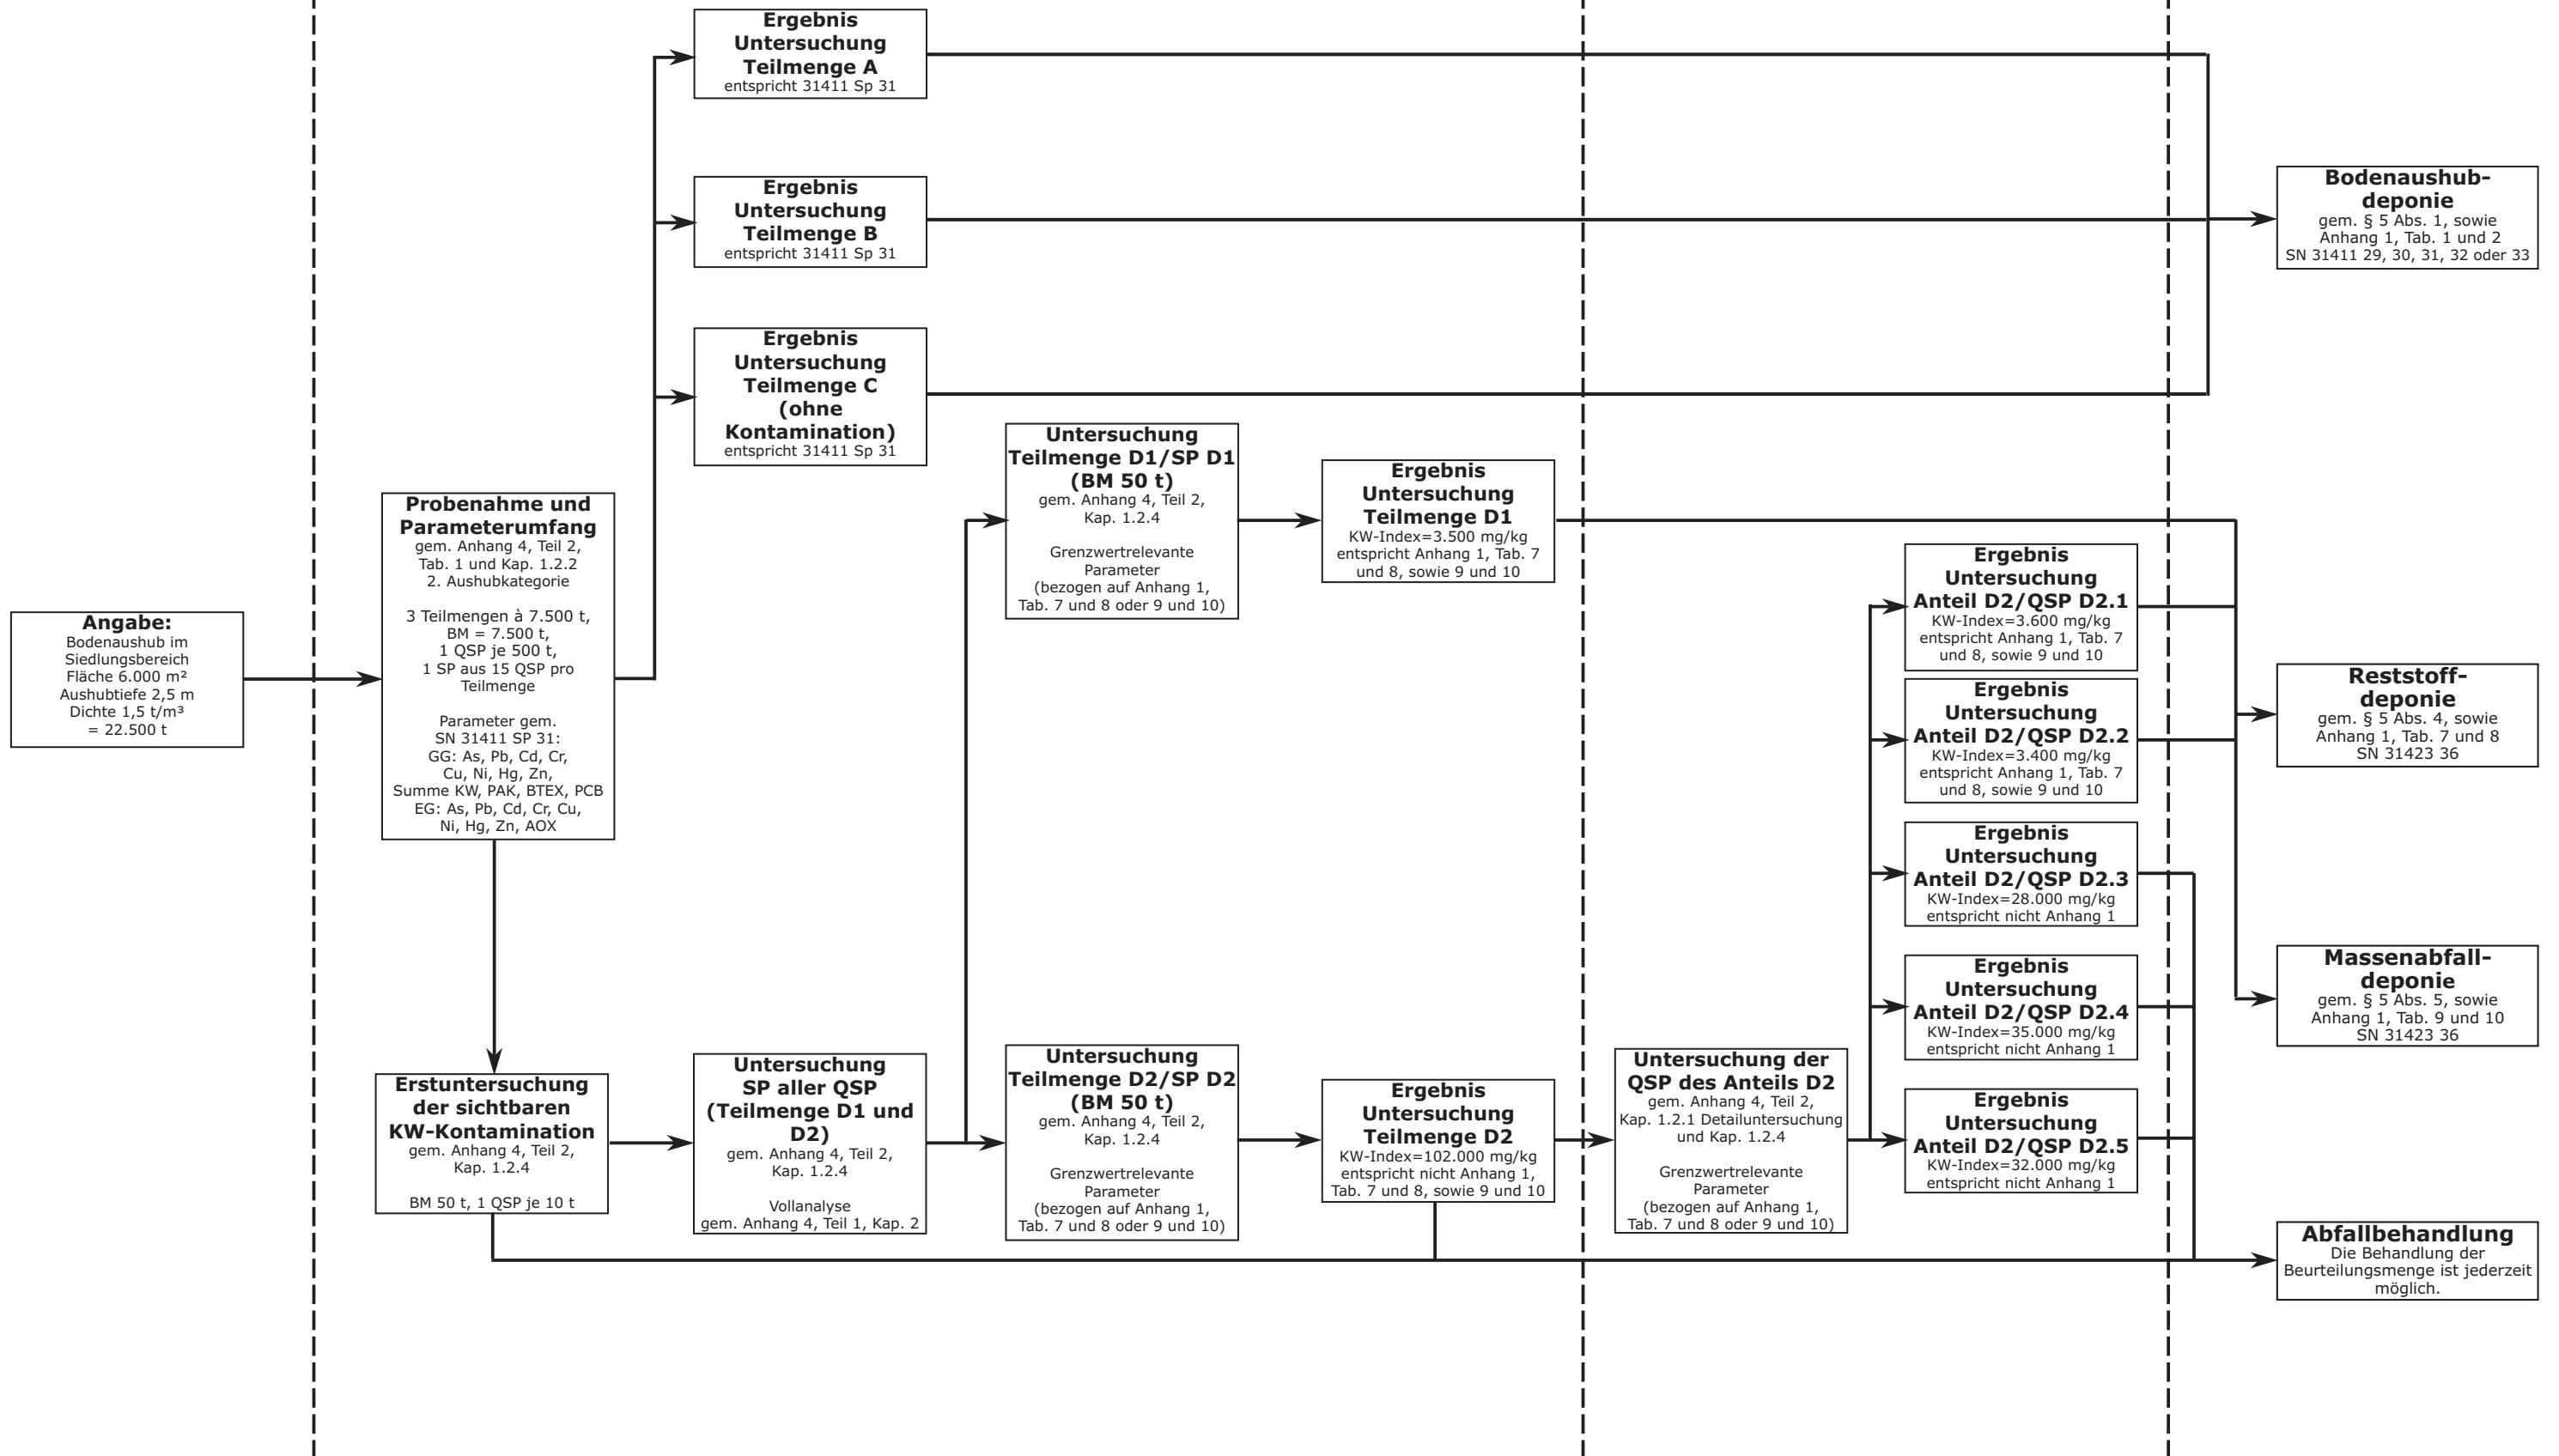 Angabe:
Bodenaushub im
Siedlungsbereich
Fläche 6.000 m²
Aushubtiefe 2,5 m
Dichte 1,5 t/m³
= 22.500 t
Probenahme und
Parameterumfang
gem. Anhang 4, Teil 2,
Tab. 1 und Kap. 1.2.2
2. Aushubkategorie
3 Teilmengen à 7.500 t,
BM = 7.500 t,
1 QSP je 500 t,
1 SP aus 15 QSP pro
Teilmenge
Parameter gem.
SN 31411 SP 31:
GG: As, Pb, Cd, Cr,
Cu, Ni, Hg, Zn,
Summe KW, PAK, BTEX, PCB
EG: As, Pb, Cd, Cr, Cu,
Ni, Hg, Zn, AOX
Erstuntersuchung
der sichtbaren
KW-Kontamination
gem. Anhang 4, Teil 2,
Kap. 1.2.4
BM 50 t, 1 QSP je 10 t
Ergebnis
Untersuchung
Teilmenge A
entspricht 31411 Sp 31
Ergebnis
Untersuchung
Teilmenge B
entspricht 31411 Sp 31
Ergebnis
Untersuchung
Teilmenge C
(ohne
Kontamination)
entspricht 31411 Sp 31
Untersuchung
SP aller QSP
(Teilmenge D1 und
D2)
gem. Anhang 4, Teil 2,
Kap. 1.2.4
Vollanalyse
gem. Anhang 4, Teil 1, Kap. 2
Untersuchung
Teilmenge D1/SP D1
(BM 50 t)
gem. Anhang 4, Teil 2,
Kap. 1.2.4
Grenzwertrelevante
Parameter
(bezogen auf Anhang 1,
Tab. 7 und 8 oder 9 und 10)
Untersuchung
Teilmenge D2/SP D2
(BM 50 t)
gem. Anhang 4, Teil 2,
Kap. 1.2.4
Grenzwertrelevante
Parameter
(bezogen auf Anhang 1,
Tab. 7 und 8 oder 9 und 10)
Ergebnis
Untersuchung
Teilmenge D1
KW-Index=3.500 mg/kg
entspricht Anhang 1, Tab. 7
und 8, sowie 9 und 10
Ergebnis
Untersuchung
Teilmenge D2
KW-Index=102.000 mg/kg
entspricht nicht Anhang 1,
Tab. 7 und 8, sowie 9 und 10
Untersuchung der
QSP des Anteils D2
gem. Anhang 4, Teil 2,
Kap. 1.2.1 Detailuntersuchung
und Kap. 1.2.4
Grenzwertrelevante
Parameter
(bezogen auf Anhang 1,
Tab. 7 und 8 oder 9 und 10)
Ergebnis
Untersuchung
Anteil D2/QSP D2.1
KW-Index=3.600 mg/kg
entspricht Anhang 1, Tab. 7
und 8, sowie 9 und 10
Ergebnis
Untersuchung
Anteil D2/QSP D2.2
KW-Index=3.400 mg/kg
entspricht Anhang 1, Tab. 7
und 8, sowie 9 und 10
Ergebnis
Untersuchung
Anteil D2/QSP D2.3
KW-Index=28.000 mg/kg
entspricht nicht Anhang 1
Ergebnis
Untersuchung
Anteil D2/QSP D2.4
KW-Index=35.000 mg/kg
entspricht nicht Anhang 1
Ergebnis
Untersuchung
Anteil D2/QSP D2.5
KW-Index=32.000 mg/kg
entspricht nicht Anhang 1
Bodenaushub-
deponie
gem. § 5 Abs. 1, sowie
Anhang 1, Tab. 1 und 2
SN 31411 29, 30, 31, 32 oder 33
Reststoff-
deponie
gem. § 5 Abs. 4, sowie
Anhang 1, Tab. 7 und 8
SN 31423 36
Massenabfall-
deponie
gem. § 5 Abs. 5, sowie
Anhang 1, Tab. 9 und 10
SN 31423 36
Abfallbehandlung
Die Behandlung der
Beurteilungsmenge ist jederzeit
möglich.